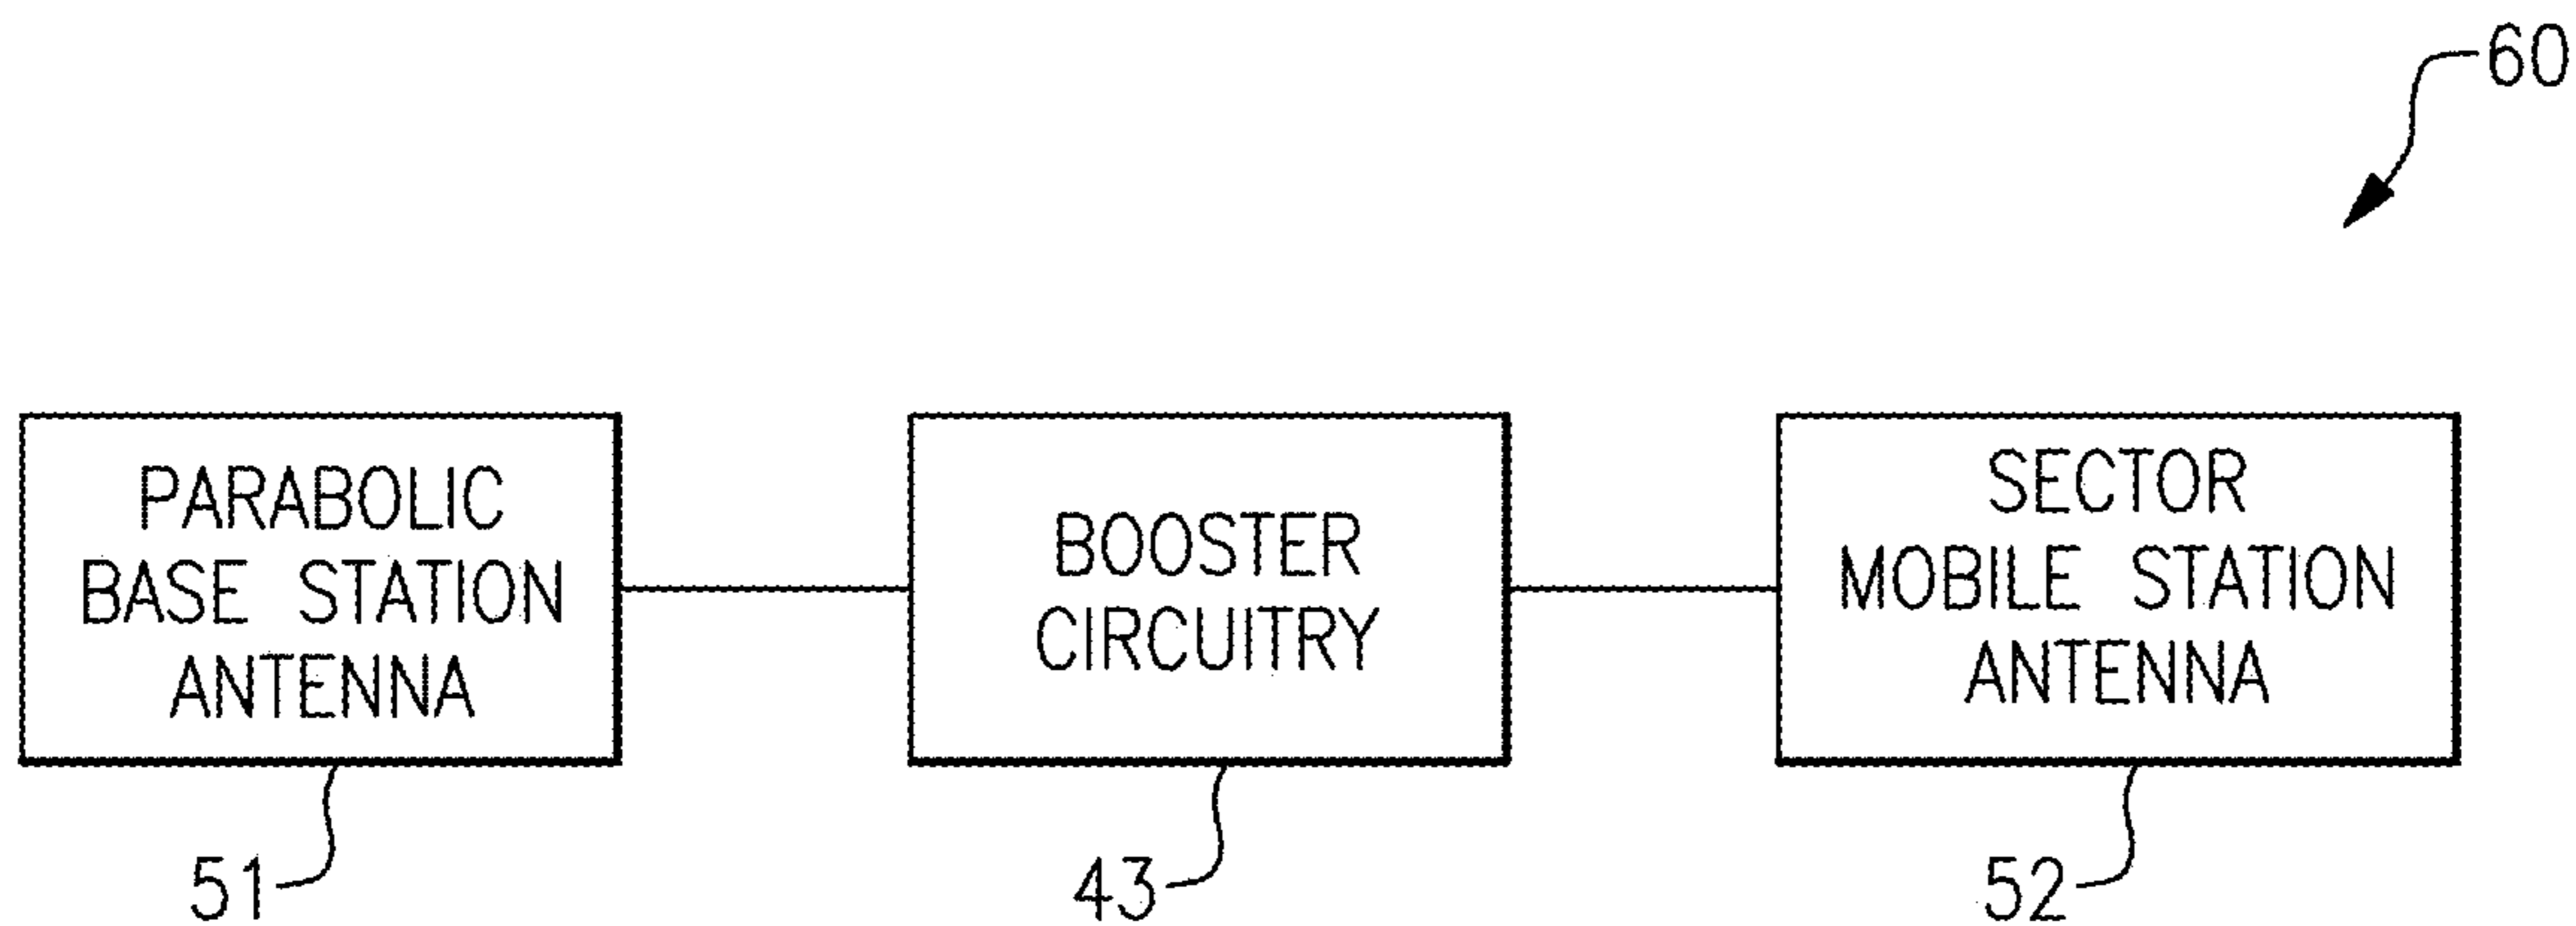 60
PARABOLIC
BASE STATION
ANTENNA
BOOSTER
CIRCUITRY
SECTOR
MOBILE STATION
ANTENNA
51
43
52